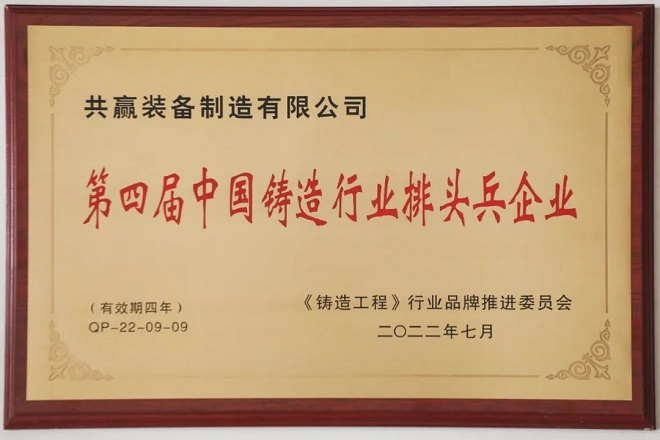 共赢装备制造有限公司
第四届中国铸造行业排头兵企业
（有效期四年）
QP-22-09-09
《铸造工程》行业品牌推进委员会
二〇二二年七月